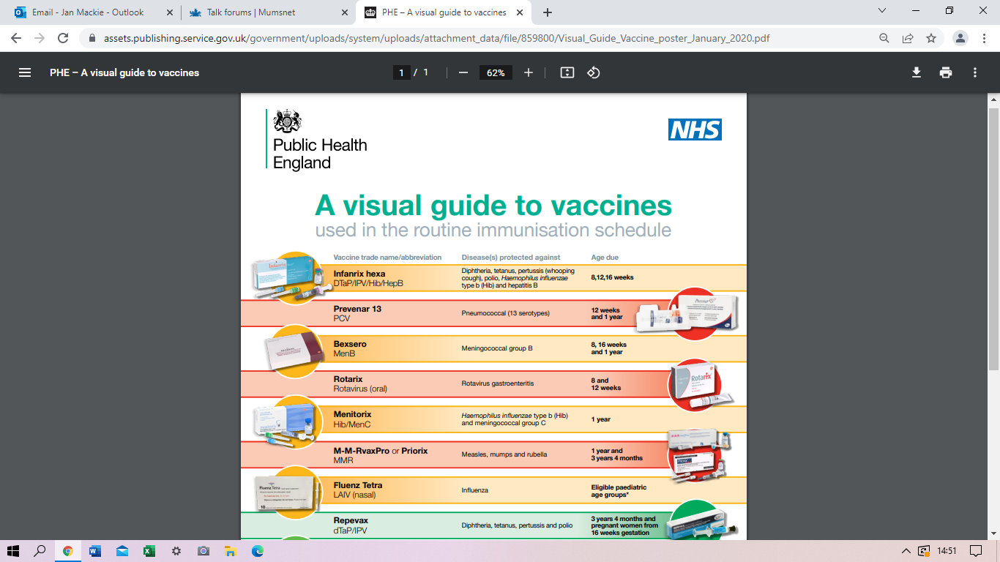 Email - Jan Mackie - Outlook
Talk forums | Mumsnet
PHE – A visual guide to vaccines
assets.publishing.service.gov.uk/government/uploads/system/uploads/attachment_data/file/859800/Visual_Guide_Vaccine_poster_January_2020.pdf
PHE – A visual guide to vaccines
1 / 1
62%
Public Health
England
NHS
A visual guide to vaccines
used in the routine immunisation schedule
Vaccine trade name/abbreviation Disease(s) protected against Age due
Infanrix hexa
DTaP/IPV/Hib/HepB
Diphtheria, tetanus, pertussis (whooping
cough), polio, Haemophilus influenzae
type b (Hib) and hepatitis B
8,12,16 weeks
Prevenar 13
PCV
Pneumococcal (13 serotypes)
12 weeks
and 1 year
Bexsero
MenB
Meningococcal group B
8, 16 weeks
and 1 year
Rotarix
Rotavirus (oral)
Rotavirus gastroenteritis
8 and
12 weeks
Rotarix
Menitorix
Hib/MenC
Haemophilus influenzae type b (Hib)
and meningococcal group C
1 year
M-M-RvaxPro or Priorix
MMR
Measles, mumps and rubella
1 year and
3 years 4 months
Fluenz Tetra
10
Fluenz Tetra
LAIV (nasal)
Influenza
Eligible paediatric
age groups*
Repevax
dTaP/IPV
Diphtheria, tetanus, pertussis and polio
3 years 4 months and
pregnant women from
16 weeks gestation
14:51